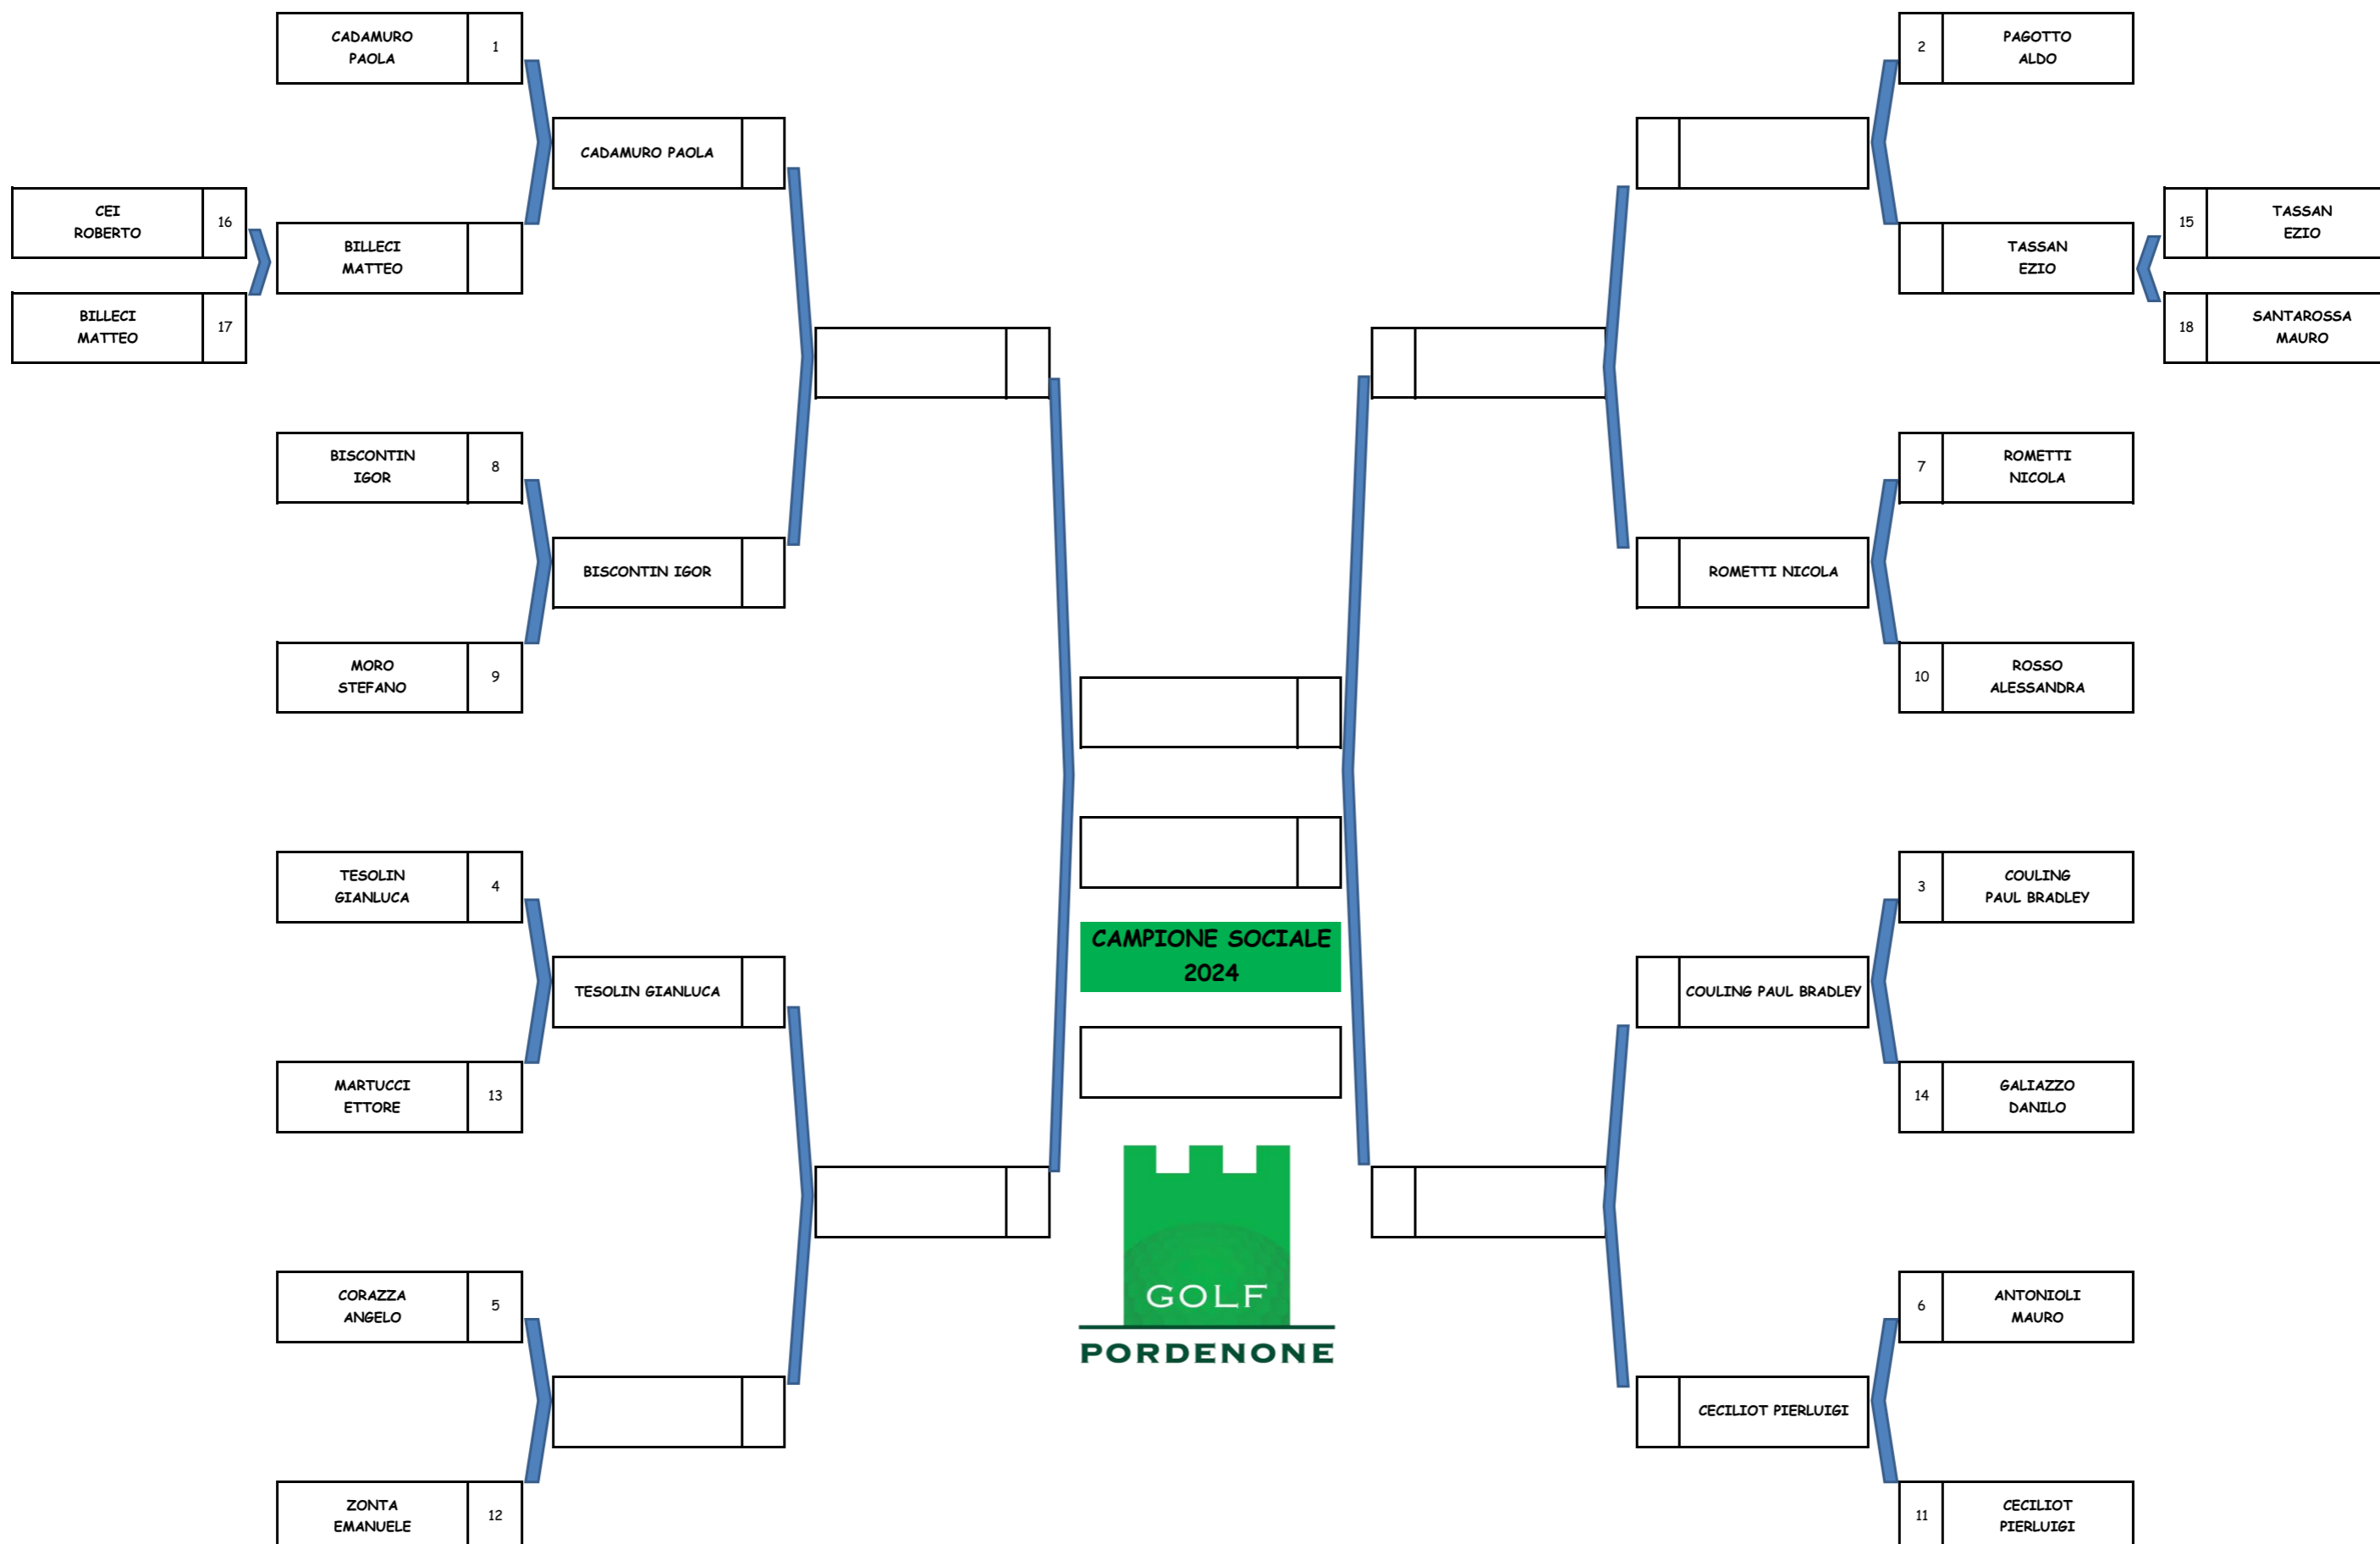 CADAMURO
PAOLA
1
2
PAGOTTO
ALDO
CADAMURO PAOLA
CEI
ROBERTO
16
BILLECI
MATTEO
TASSAN
EZIO
15
TASSAN
EZIO
BILLECI
MATTEO
17
18
SANTAROSSA
MAURO
BISCONTIN
IGOR
8
7
ROMETTI
NICOLA
BISCONTIN IGOR
ROMETTI NICOLA
MORO
STEFANO
9
10
ROSSO
ALESSANDRA
TESOLIN
GIANLUCA
4
3
COULING
PAUL BRADLEY
CAMPIONE SOCIALE
2024
TESOLIN GIANLUCA
COULING PAUL BRADLEY
MARTUCCI
ETTORE
13
14
GALIAZZO
DANILO
CORAZZA
ANGELO
5
GOLF
PORDENONE
6
ANTONIOLI
MAURO
CECILIOT PIERLUIGI
ZONTA
EMANUELE
12
11
CECILIOT
PIERLUIGI